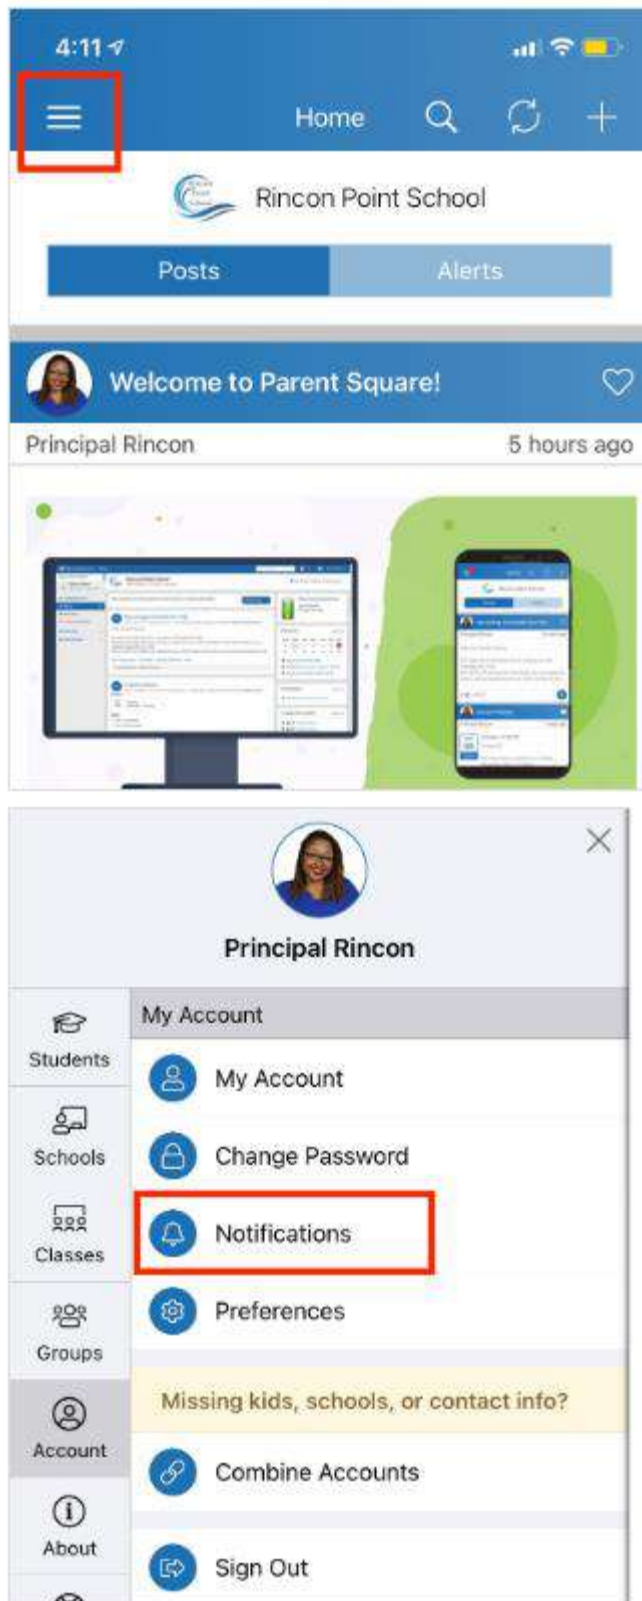 4:11
Home
Rincon Point School
Posts
Alerts
Welcome to Parent Square!
Principal Rincon
5 hours ago
Principal Rincon
My Account
Students
My Account
Schools
Change Password
Classes
Notifications
Groups
Preferences
Missing kids, schools, or contact info?
Account
Combine Accounts
About
Sign Out